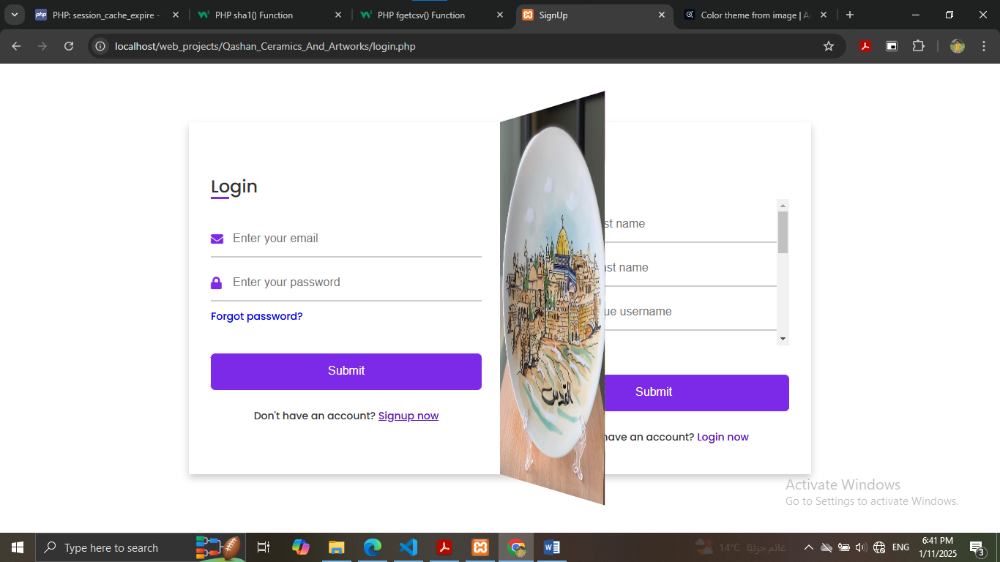 PHP: session_cache_expire -
PHP sha1() Function
PHP fgetcsv() Function
SignUp
Color theme from image | A
localhost/web_projects/Qashan_Ceramics_And_Artworks/login.php
Login
Enter your email
Enter your password
Forgot password?
Submit
Don't have an account? Signup now
القدس
st name
st name
ue username
Submit
have an account? Login now
Activate Windows
Go to Settings to activate Windows.
Type here to search
14°C غائم جزئيًا
ENG
6:41 PM
1/11/2025
3